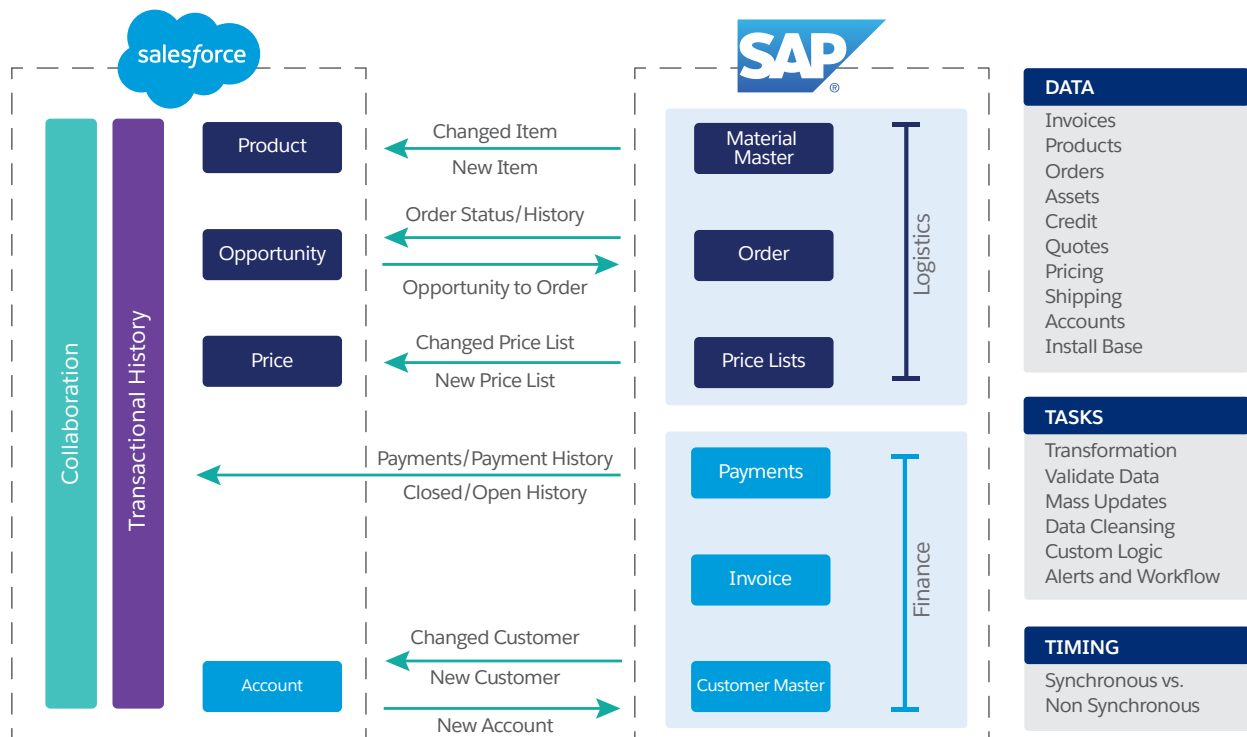 salesforce
Collaboration
Transactional History
Product
Opportunity
Price
Account
Changed Item
New Item
Order Status/History
Opportunity to Order
Changed Price List
New Price List
Payments/Payment History
Closed/Open History
Changed Customer
New Customer
New Account
SAP®
Material
Master
Order
Price Lists
Logistics
Payments
Invoice
Customer Master
Finance
DATA
Invoices
Products
Orders
Assets
Credit
Quotes
Pricing
Shipping
Accounts
Install Base
TASKS
Transformation
Validate Data
Mass Updates
Data Cleansing
Custom Logic
Alerts and Workflow
TIMING
Synchronous vs.
Non Synchronous